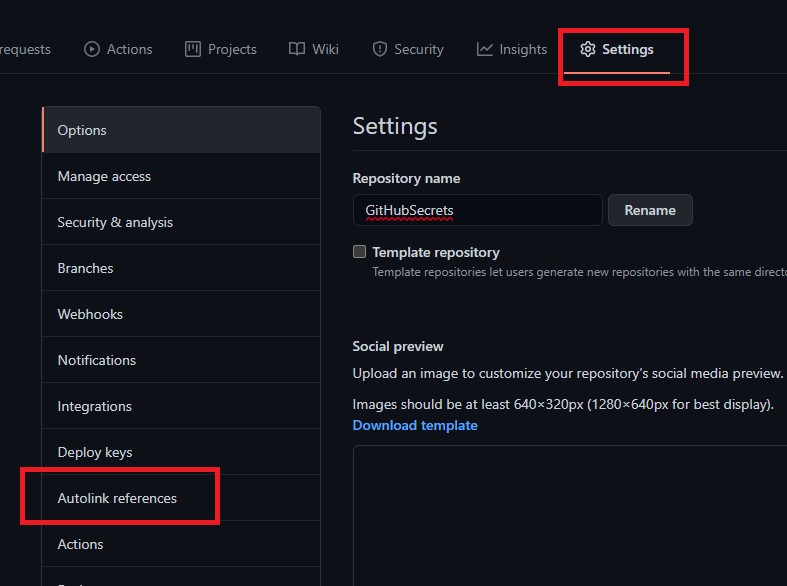 requests Actions Projects Wiki Security Insights Settings
Options
Manage access
Security & analysis
Branches
Webhooks
Notifications
Integrations
Deploy keys
Autolink references
Actions
Settings
Repository name
GitHubSecrets Rename
Template repository
Template repositories let users generate new repositories with the same
Social preview
Upload an image to customize your repository's social media preview.
Images should be at least 640×320px (1280×640px for best display).
Download template